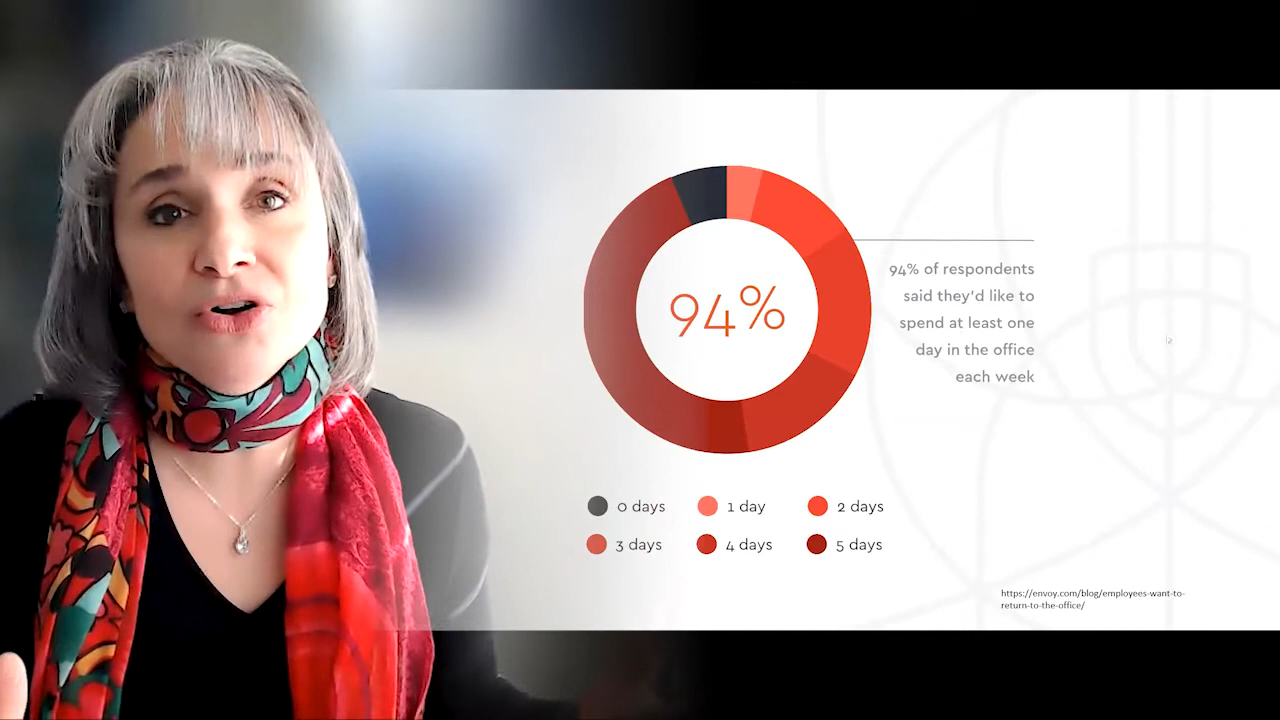 94%
94% of respondents
said they'd like to
spend at least one
day in the office
each week
0 days
1 day
2 days
3 days
4 days
5 days
https://envoy.com/blog/employees-want-to-
return-to-the-office/